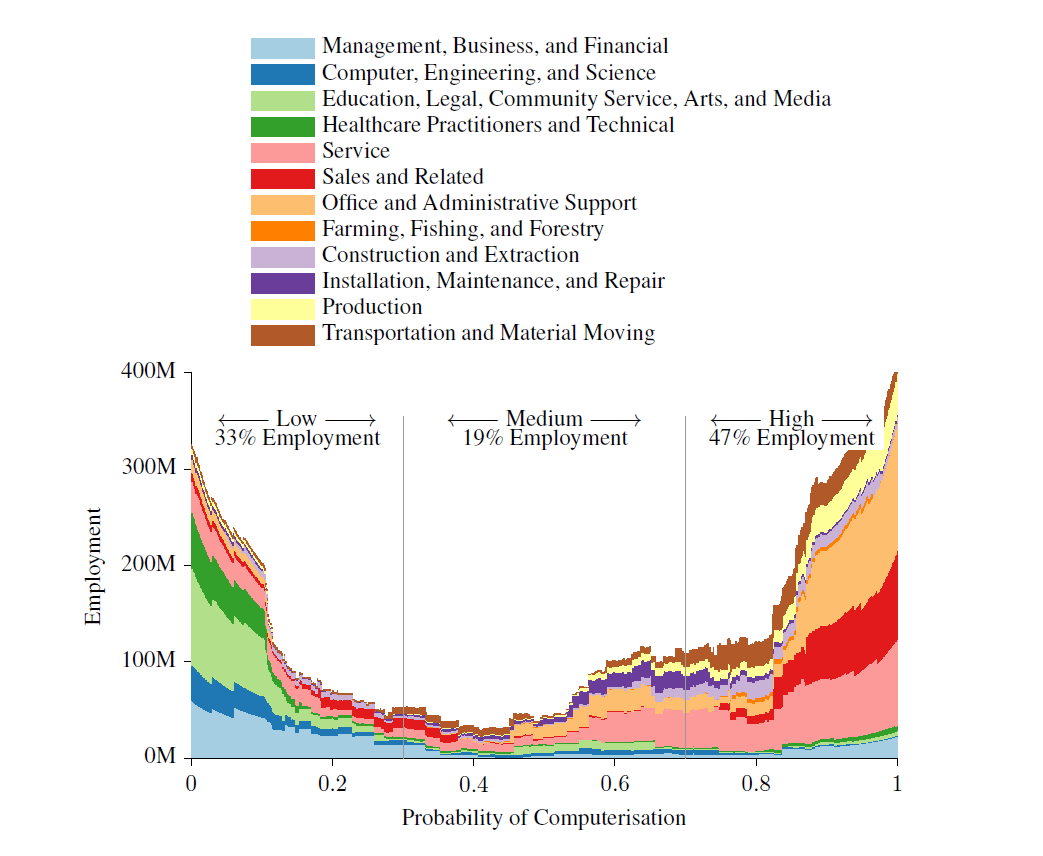 Management, Business, and Financial
Computer, Engineering, and Science
Education, Legal, Community Service, Arts, and Media
Healthcare Practitioners and Technical
Service
Sales and Related
Office and Administrative Support
Farming, Fishing, and Forestry
Construction and Extraction
Installation, Maintenance, and Repair
Production
Transportation and Material Moving
400M
←— Low —→
33% Employment
←— Medium —→
19% Employment
←— High —→
47% Employment
300M
200M
100M
0M
Employment
0
0.2
0.4
0.6
0.8
1
Probability of Computerisation